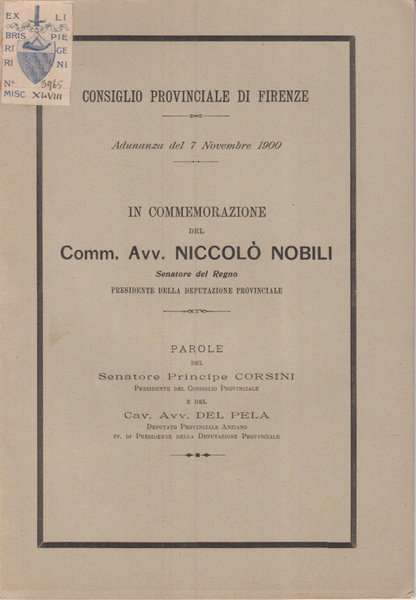 EX LI
BRIS PIE
RI GE
RI NI
Nº 3965
MISC XLVIII
CONSIGLIO PROVINCIALE DI FIRENZE
Adunanza del 7 Novembre 1900
IN COMMEMORAZIONE
DEL
Comm. Avv. NICCOLÒ NOBILI
Senatore del Regno
PRESIDENTE DELLA DEPUTAZIONE PROVINCIALE
PAROLE
DEL
Senatore Principe CORSINI
PRESIDENTE DEL CONSIGLIO PROVINCIALE
E DEL
Cav. Avv. DEL PELA
DEPUTATO PROVINCIALE ANZIANO
FF. DI PRESIDENTE DELLA DEPUTAZIONE PROVINCIALE